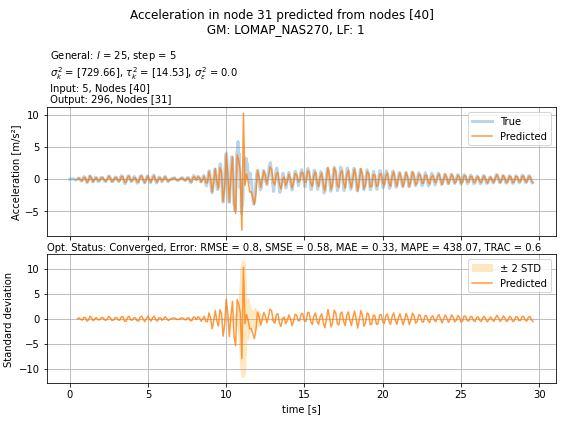 Acceleration in node 31 predicted from nodes [40]
GM: LOMAP_NAS270, LF: 1
General: l = 25, step = 5
σ²ₖ = [729.66], τ²ₖ = [14.53], σ²_ε = 0.0
Input: 5, Nodes [40]
Output: 296, Nodes [31]
Acceleration [m/s²]
10
5
0
−5
True
Predicted
Opt. Status: Converged, Error: RMSE = 0.8, SMSE = 0.58, MAE = 0.33, MAPE = 438.07, TRAC = 0.6
Standard deviation
10
5
0
−5
−10
± 2 STD
Predicted
0 5 10 15 20 25 30
time [s]